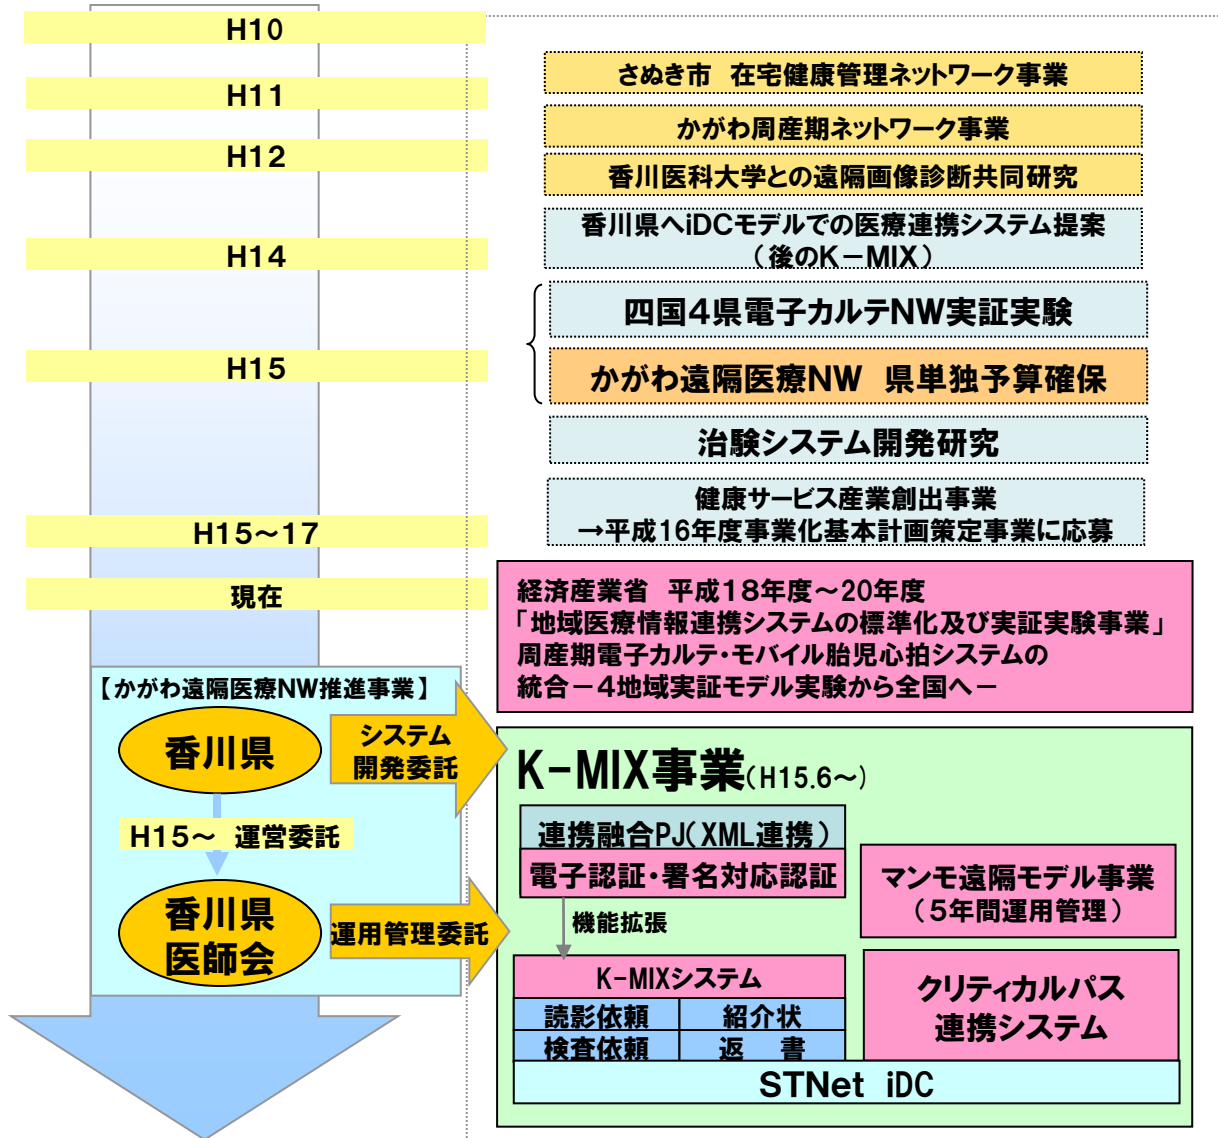 H10
H11
H12
H14
H15
H15～17
現在
さぬき市　在宅健康管理ネットワーク事業
かがわ周産期ネットワーク事業
香川医科大学との遠隔画像診断共同研究
香川県へiDCモデルでの医療連携システム提案
（後のK－MIX）
四国4県電子カルテNW実証実験
かがわ遠隔医療NW　県単独予算確保
治験システム開発研究
健康サービス産業創出事業
→平成16年度事業化基本計画策定事業に応募
経済産業省　平成18年度～20年度
「地域医療情報連携システムの標準化及び実証実験事業」
周産期電子カルテ・モバイル胎児心拍システムの
統合－4地域実証モデル実験から全国へ－
【かがわ遠隔医療NW推進事業】
香川県
システム
開発委託
H15～　運営委託
香川県
医師会
運用管理委託
K-MIX事業(H15.6～)
連携融合PJ(XML連携)
電子認証・署名対応認証
機能拡張
マンモ遠隔モデル事業
（5年間運用管理）
K-MIXシステム
読影依頼　紹介状
検査依頼　返　書
クリティカルパス
連携システム
STNet iDC